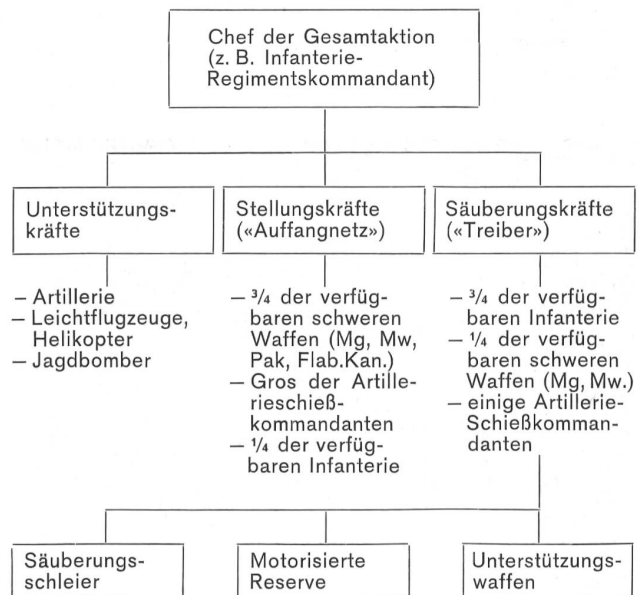 Chef der Gesamtaktion
(z. B. Infanterie-
Regimentskommandant)
Unterstützungs-
kräfte
— Artillerie
— Leichtflugzeuge,
Helikopter
— Jagdbomber
Stellungskräfte
(«Auffangnetz»)
— ³/₄ der verfüg-
baren schweren
Waffen (Mg, Mw,
Pak, Flab.Kan.)
— Gros der Artille-
rieschieß-
kommandanten
— ¹/₄ der verfüg-
baren Infanterie
Säuberungskräfte
(«Treiber»)
— ³/₄ der verfüg-
baren Infanterie
— ¹/₄ der verfüg-
baren schweren
Waffen (Mg, Mw.)
— einige Artillerie-
Schießkomman-
danten
Säuberungs-
schleier
Motorisierte
Reserve
Unterstützungs-
waffen